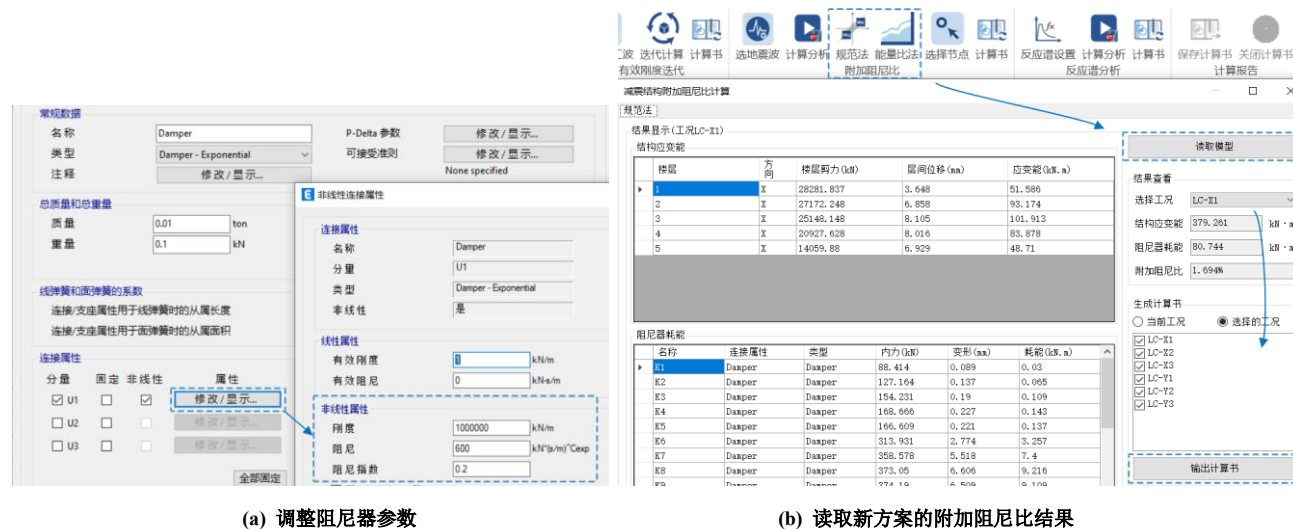 常规数据
名称 Damper P-Delta 参数 修改/显示...
类型 Damper - Exponential 可接受准则 修改/显示...
注释 修改/显示... None specified
总质量和总重量
质量 0.01 ton
重量 0.1 kN
线弹簧和面弹簧的系数
连接/支座属性用于线弹簧时的从属长度
连接/支座属性用于面弹簧时的从属面积
连接属性
分量 固定 非线性 属性
U1 修改/显示...
U2 修改/显示...
U3 修改/显示...
全部固定
E 非线性连接属性
连接属性
名称 Damper
分量 U1
类型 Damper - Exponential
非线性 是
线性属性
有效刚度 1 kN/m
有效阻尼 0 kN-s/m
非线性属性
刚度 1000000 kN/m
阻尼 600 kN*(s/m)^Cexp
阻尼指数 0.2
(a) 调整阻尼器参数
波 迭代计算 计算书 选地震波 计算分析 规范法 能量比法 选择节点 计算书 反应谱设置 计算分析 计算书 保存计算书 关闭计算书
有效刚度迭代 附加阻尼比 反应谱分析 计算报告
减震结构附加阻尼比计算
规范法
结果显示(工况LC-X1)
结构应变能
楼层 方向 楼层剪力(kN) 层间位移(mm) 应变能(kN.m)
1 X 28281.837 3.648 51.586
2 X 27172.248 6.858 93.174
3 X 25148.148 8.105 101.913
4 X 20927.628 8.016 83.878
5 X 14059.88 6.929 48.71
阻尼器耗能
名称 连接属性 类型 内力(kN) 变形(mm) 耗能(kN.m)
K1 Damper Damper 88.414 0.089 0.03
K2 Damper Damper 127.164 0.137 0.065
K3 Damper Damper 154.231 0.19 0.109
K4 Damper Damper 168.666 0.227 0.143
K5 Damper Damper 166.609 0.221 0.137
K6 Damper Damper 313.931 2.774 3.257
K7 Damper Damper 358.578 5.518 7.4
K8 Damper Damper 373.05 6.606 9.216
K9 Damper Damper 374.19 6.509 9.109
读取模型
结果查看
选择工况 LC-X1
结构应变能 379.261 kN·m
阻尼器耗能 80.744 kN·m
附加阻尼比 1.694%
生成计算书
当前工况 选择的工况
LC-X1
LC-X2
LC-X3
LC-Y1
LC-Y2
LC-Y3
输出计算书
(b) 读取新方案的附加阻尼比结果